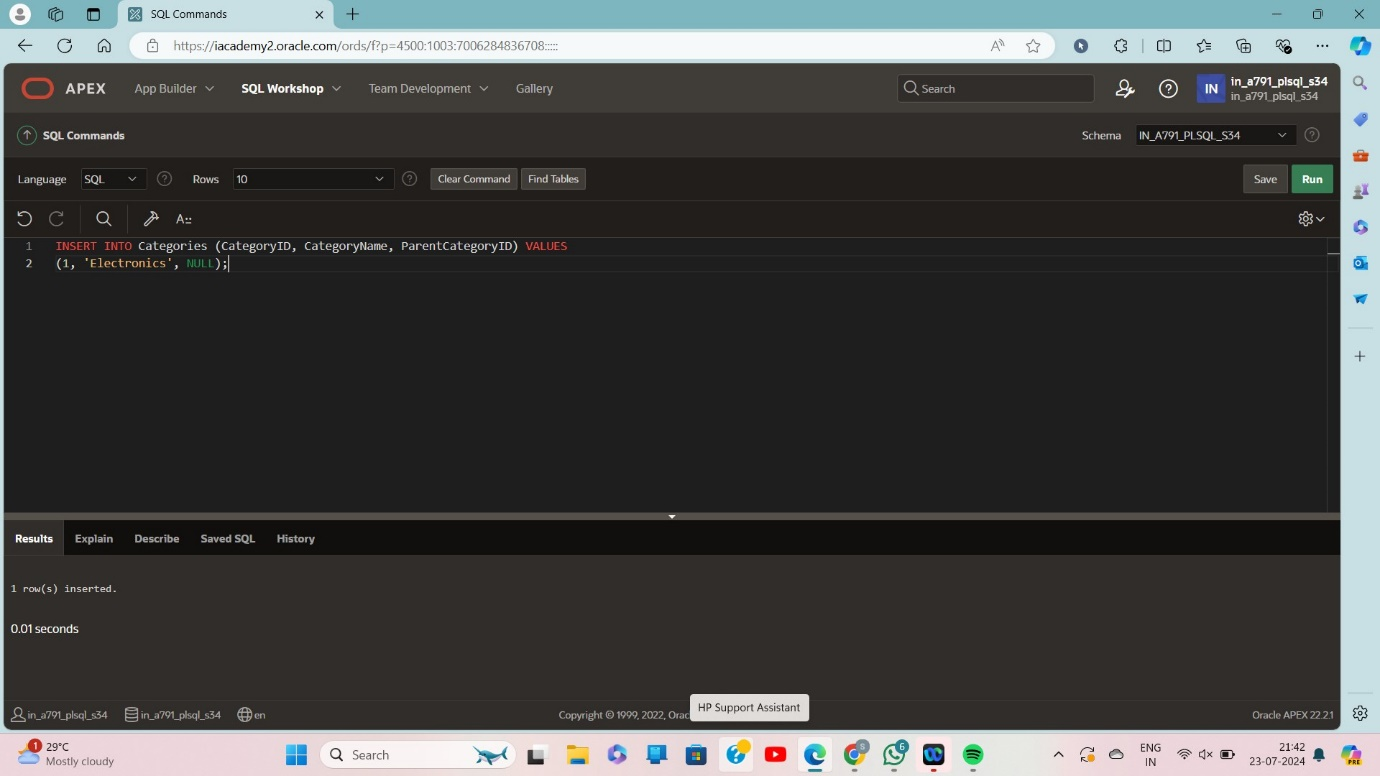 SQL Commands
https://iacademy2.oracle.com/ords/f?p=4500:1003:7006284836708:::::
APEX App Builder SQL Workshop Team Development Gallery Search IN in_a791_plsql_s34
in_a791_plsql_s34
SQL Commands Schema IN_A791_PLSQL_S34
Language SQL Rows 10 Clear Command Find Tables Save Run
A::
1 INSERT INTO Categories (CategoryID, CategoryName, ParentCategoryID) VALUES
2 (1, 'Electronics', NULL);
Results Explain Describe Saved SQL History
1 row(s) inserted.
0.01 seconds
HP Support Assistant
in_a791_plsql_s34 in_a791_plsql_s34 en Copyright © 1999, 2022, Orac Oracle APEX 22.2.1
1 29°C Mostly cloudy
Search
S 6
ENG
IN
21:42
23-07-2024
PRE